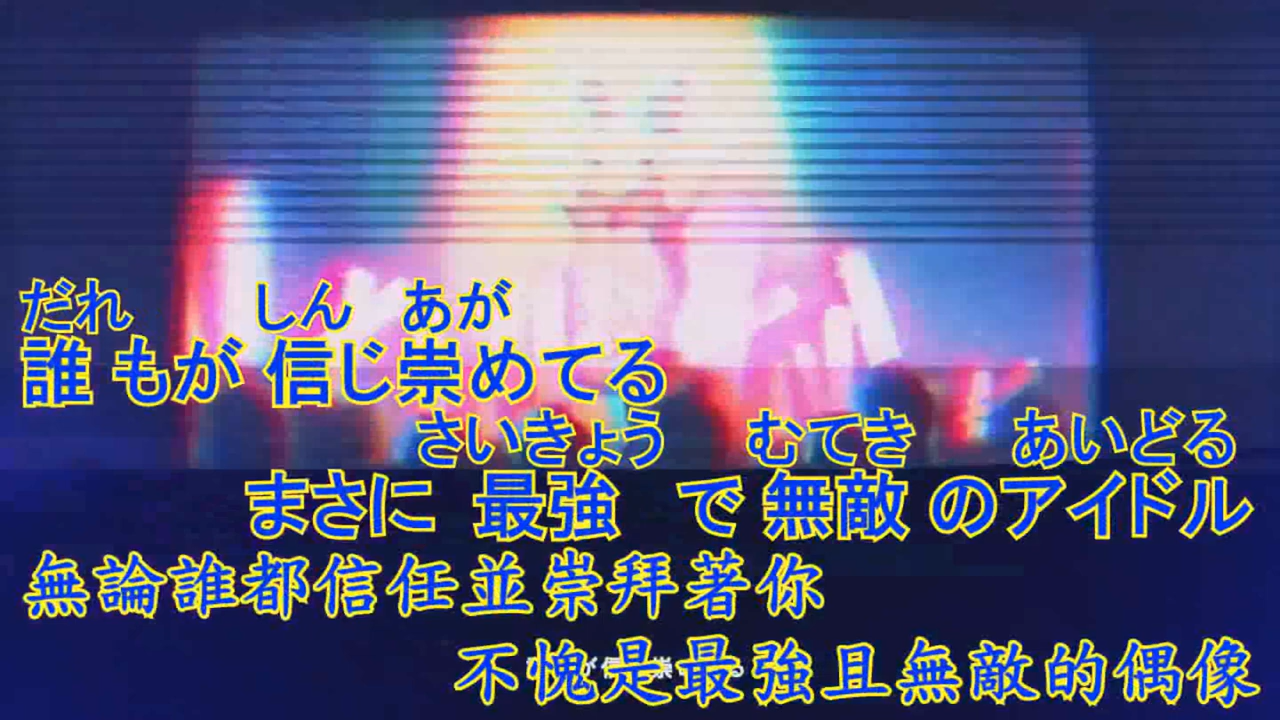 だれ しん あが
誰もが信じ崇めてる
さいきょう むてき あいどる
まさに最強で無敵のアイドル
無論誰都信任並崇拜著你
不愧是最強且無敵的偶像